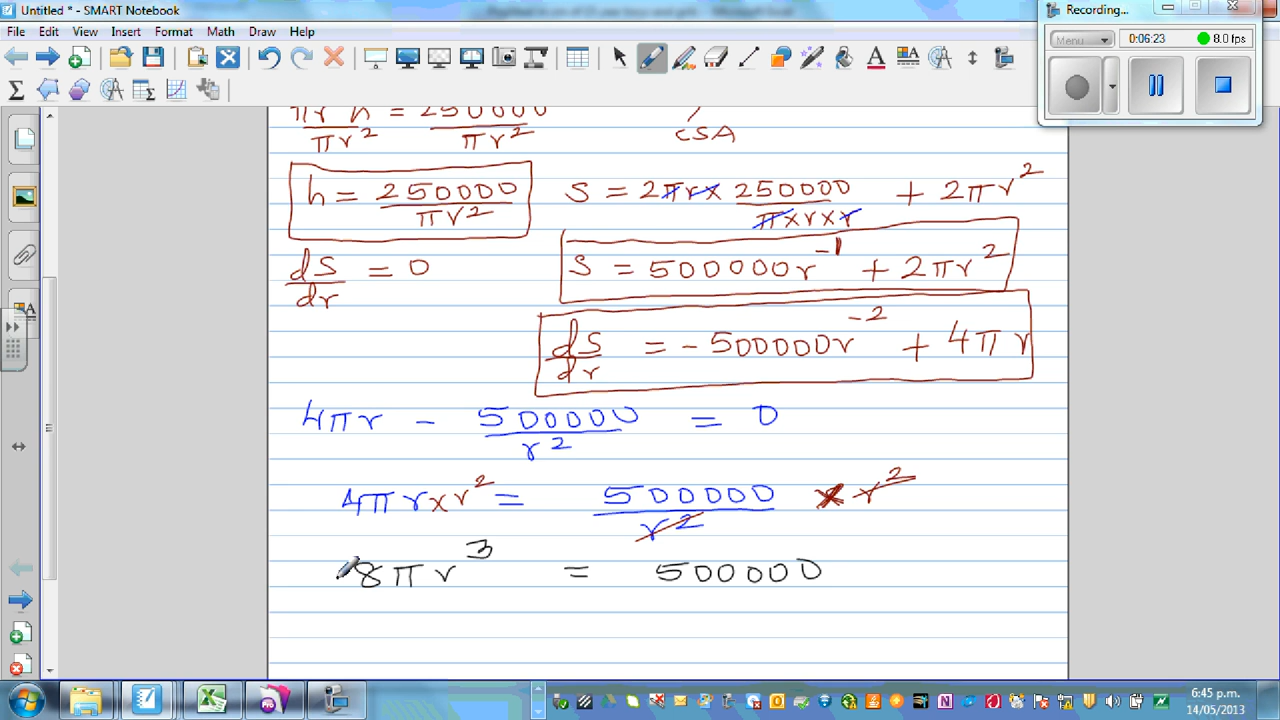 Untitled * - SMART Notebook
Recording...
File Edit View Insert Format Math Draw Help
Menu
0:06:23
8.0 fps
πr h = 250000
πr² πr²
CSA
h = 250000
πr²
S = 2πr× 250000 + 2πr²
π×r×r
dS = 0
dr
S = 500000r⁻¹ + 2πr²
dS = -500000r⁻² + 4πr
dr
4πr - 500000 = 0
r²
4πr×r² = 500000 × r²
r²
8πr³ = 500000
6:45 p.m.
14/05/2013